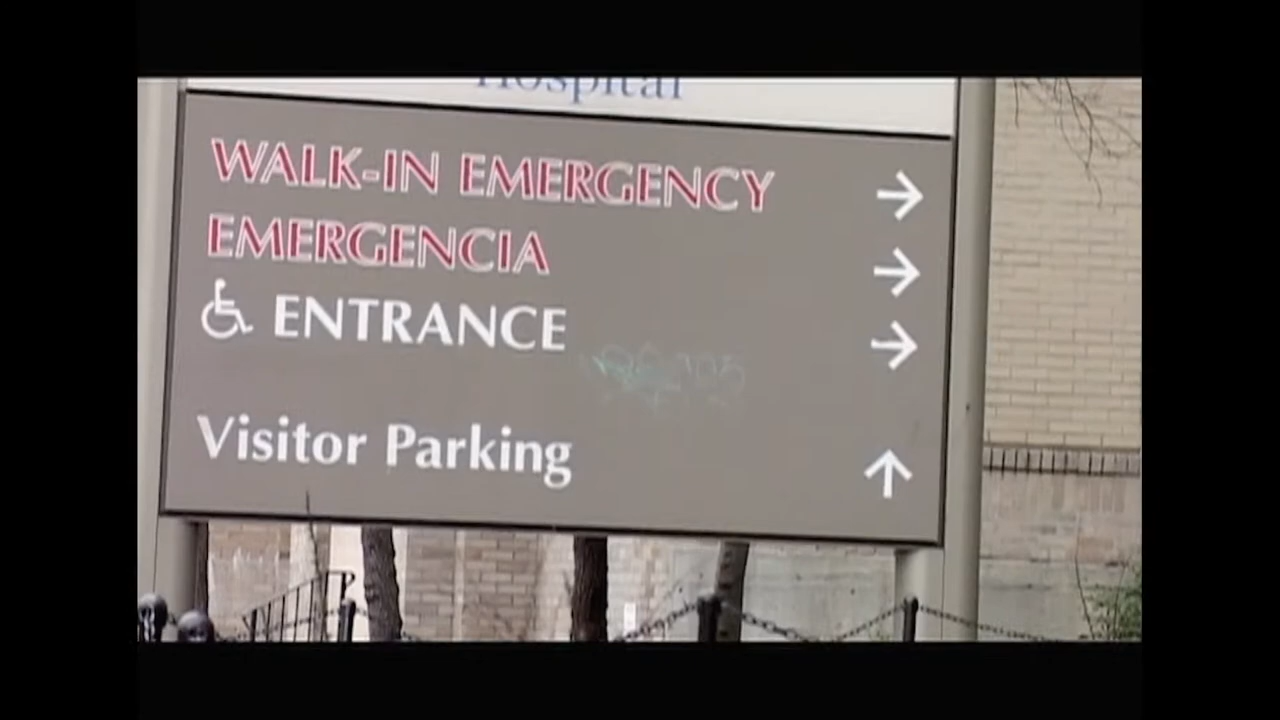 Hospital
WALK-IN EMERGENCY
EMERGENCIA
ENTRANCE
Visitor Parking